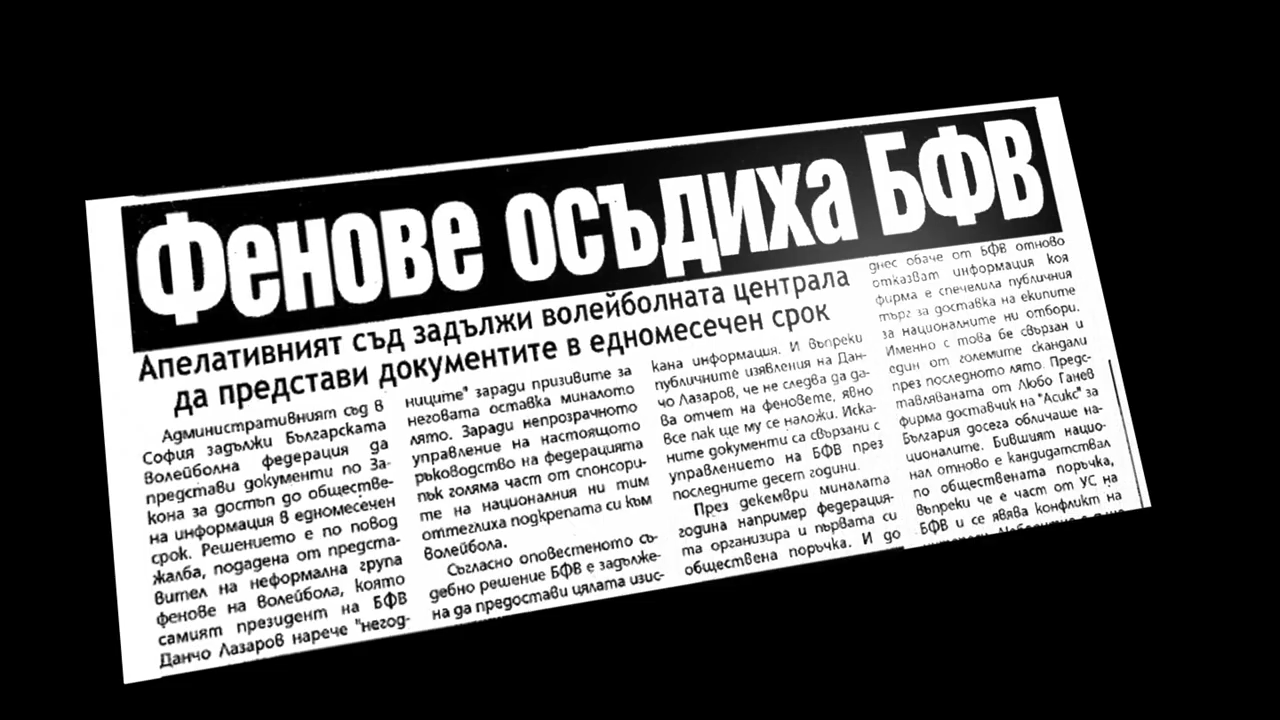 Фенове осъдиха БФВ
Апелативният съд задължи волейболната централа
да представи документите в едномесечен срок
Административният съд в
София задължи Българската
волейболна федерация да
представи документи по За-
кона за достъп до обществе-
на информация в едномесечен
срок. Решението е по повод
жалба, подадена от предста-
вител на неформална група
фенове на волейбола, която
самият президент на БФВ
Данчо Лазаров нарече "негод-
ниците" заради призивите за
неговата оставка миналото
лято. Заради непрозрачното
управление на настоящото
ръководство на федерацията
пък голяма част от спонсори-
те на националния ни тим
оттеглиха подкрепата си към
волейбола.
Съгласно оповестеното съ-
дебно решение БФВ е задълже-
на да предостави цялата изис-
кана информация. И въпреки
публичните изявления на Дан-
чо Лазаров, че не следва да да-
ва отчет на феновете, явно
все пак ще му се наложи. Иска-
ните документи са свързани с
управлението на БФВ през
последните десет години.
През декември миналата
година например федерация-
та организира и първата си
обществена поръчка. И до
днес обаче от БФВ отново
отказват информация коя
фирма е спечелила публичния
търг за доставка на екипите
за националните ни отбори.
Именно с това бе свързан и
един от големите скандали
през последното лято. Предс-
тавляваната от Любо Ганев
фирма доставчик на "Асикс" за
България досега обличаше на-
ционалите. Бившият нацио-
нал отново е кандидатствал
по обществената поръчка,
въпреки че е част от УС на
БФВ и се явява конфликт на